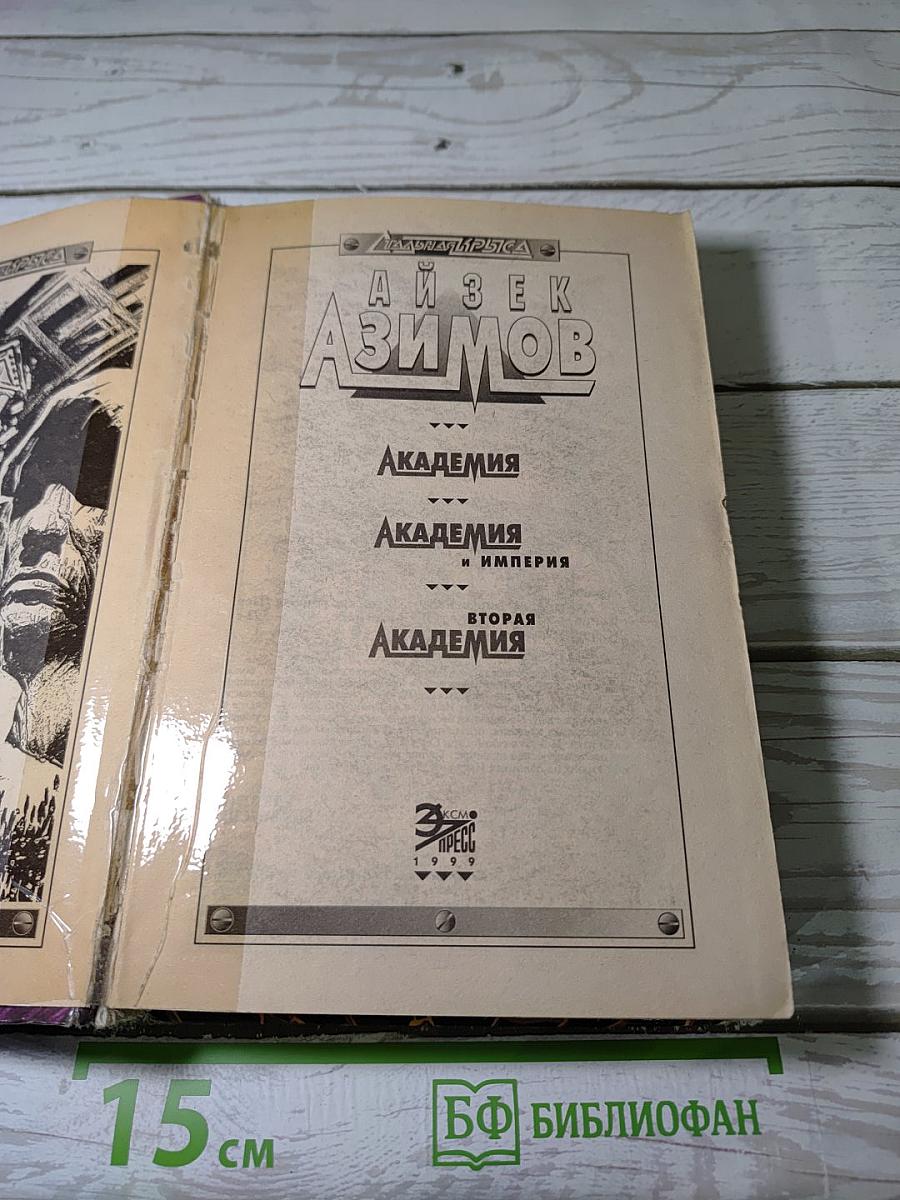 Стальная Крыса
АЙЗЕК
АЗИМОВ
АКАДЕМИЯ
АКАДЕМИЯ
И ИМПЕРИЯ
ВТОРАЯ
АКАДЕМИЯ
ЭКСМО
ПРЕСС
1999
15 см
БФ БИБЛИОФАН